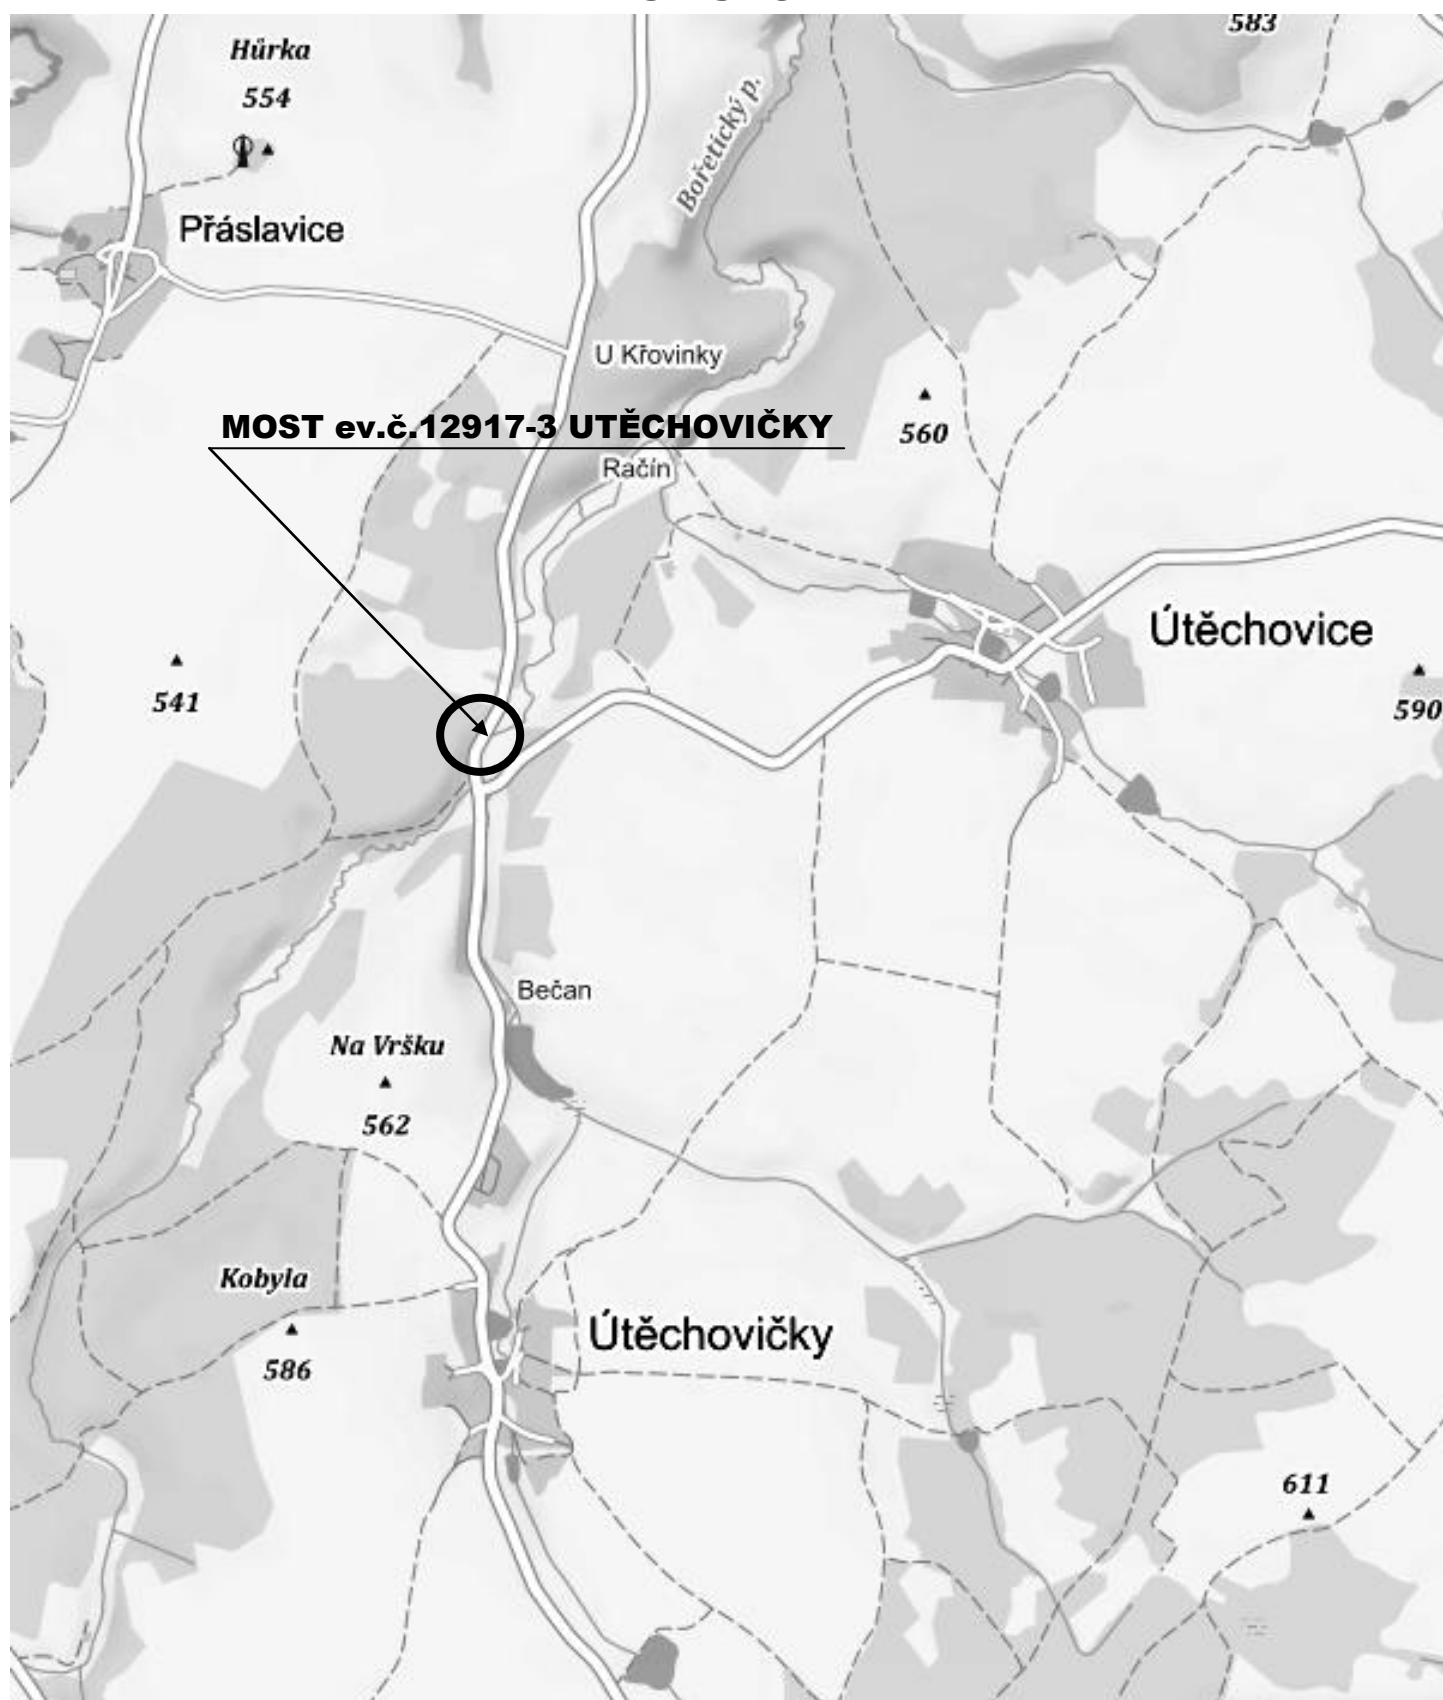 583
Hůrka
554
Bořetický p.
Přáslavice
U Křovinky
MOST ev.č.12917-3 UTĚCHOVIČKY
560
Račín
Útěchovice
541
590
Bečan
Na Vršku
562
Kobyla
586
Útěchovičky
611